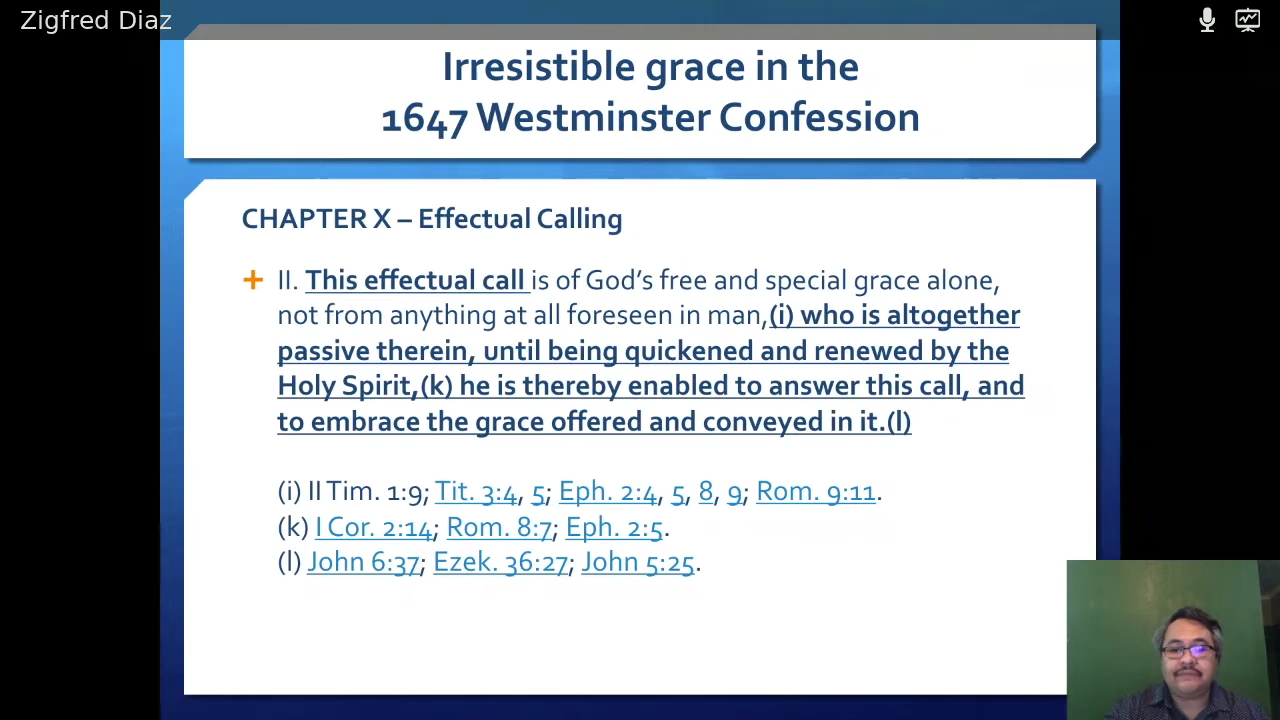 Zigfred Diaz
Irresistible grace in the
1647 Westminster Confession
CHAPTER X – Effectual Calling
II. This effectual call is of God's free and special grace alone,
not from anything at all foreseen in man,(i) who is altogether
passive therein, until being quickened and renewed by the
Holy Spirit,(k) he is thereby enabled to answer this call, and
to embrace the grace offered and conveyed in it.(l)
(i) II Tim. 1:9; Tit. 3:4, 5; Eph. 2:4, 5, 8, 9; Rom. 9:11.
(k) I Cor. 2:14; Rom. 8:7; Eph. 2:5.
(l) John 6:37; Ezek. 36:27; John 5:25.